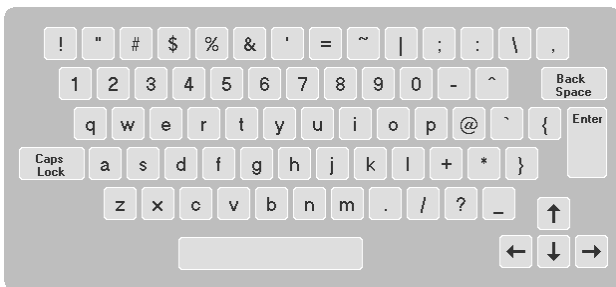 ! " # $ % & ' = ~ | ; : \ ,
1 2 3 4 5 6 7 8 9 0 - ^ Back Space
q w e r t y u i o p @ ` { Enter
Caps Lock a s d f g h j k l + * }
z x c v b n m . / ? _ ↑
← ↓ →